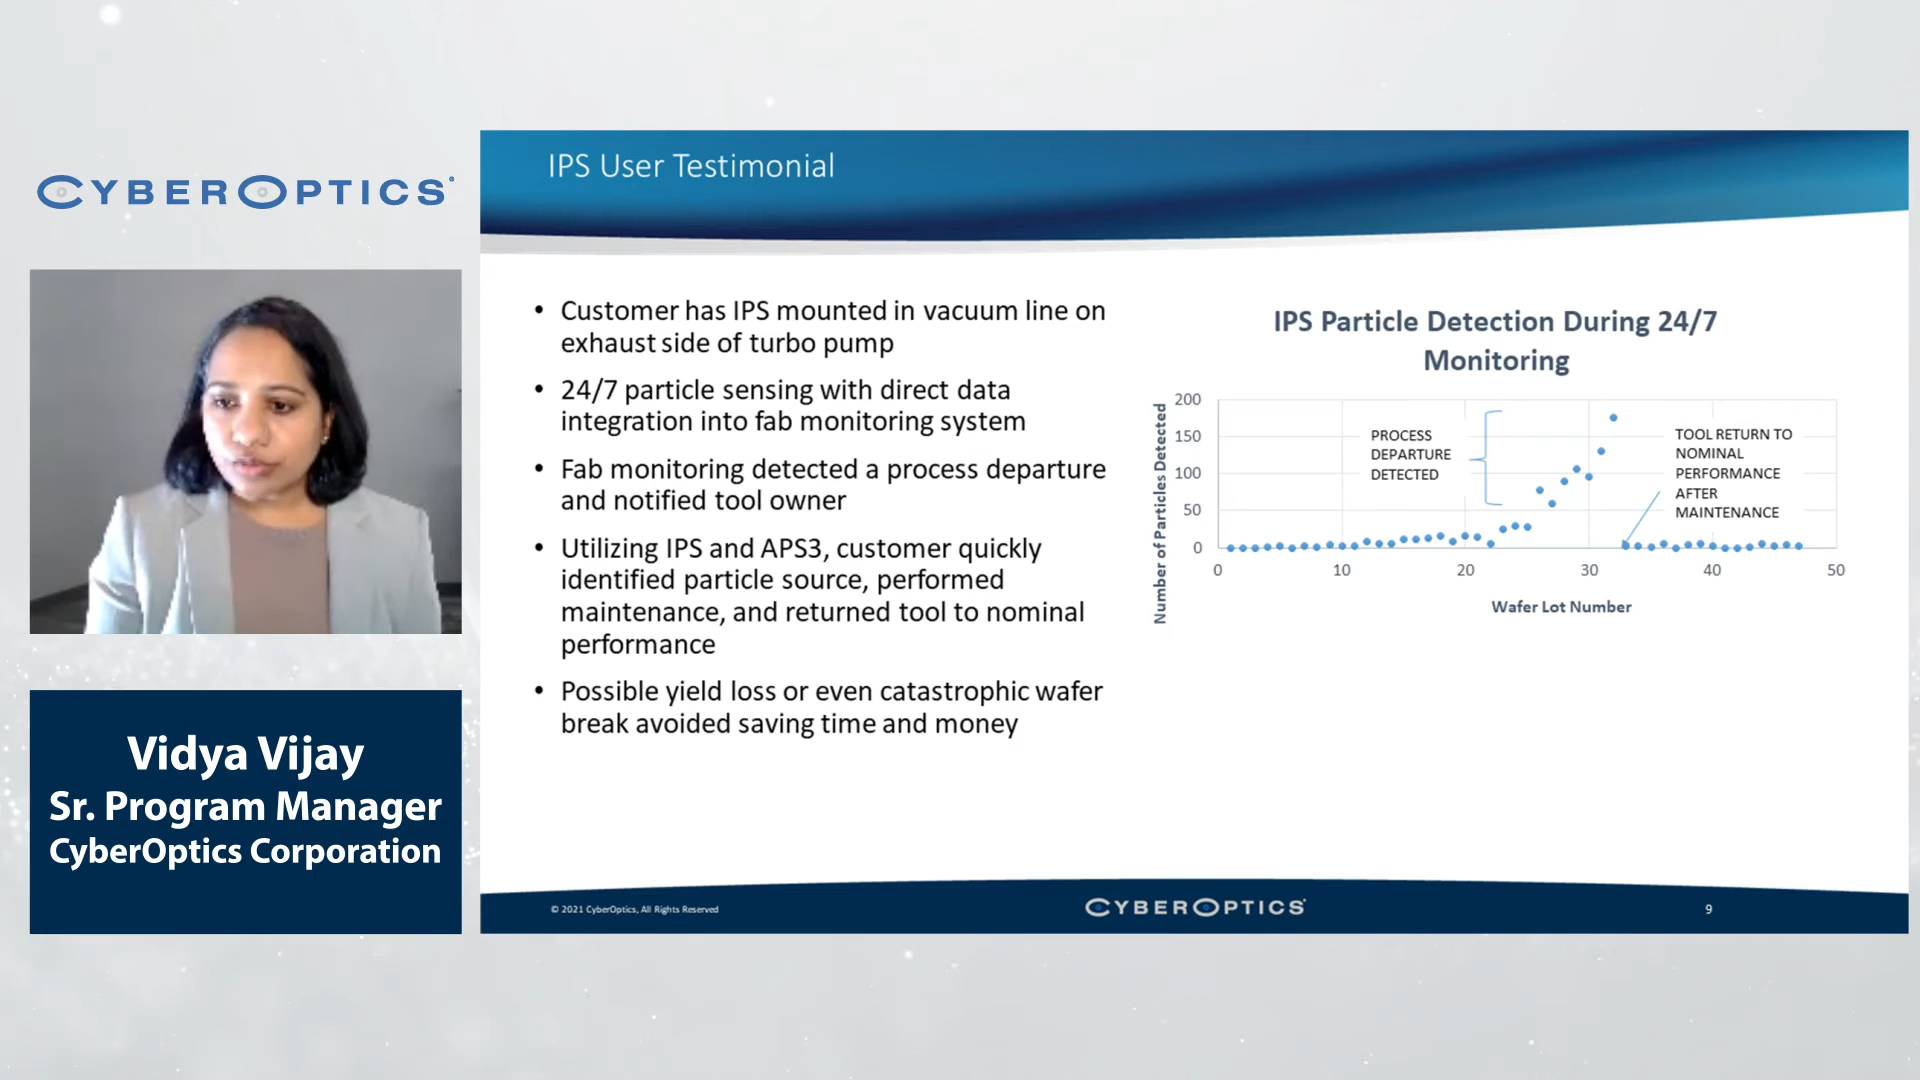 CYBEROPTICS
Vidya Vijay
Sr. Program Manager
CyberOptics Corporation
IPS User Testimonial
• Customer has IPS mounted in vacuum line on
exhaust side of turbo pump
• 24/7 particle sensing with direct data
integration into fab monitoring system
• Fab monitoring detected a process departure
and notified tool owner
• Utilizing IPS and APS3, customer quickly
identified particle source, performed
maintenance, and returned tool to nominal
performance
• Possible yield loss or even catastrophic wafer
break avoided saving time and money
IPS Particle Detection During 24/7
Monitoring
Number of Particles Detected
200
150
100
50
0
PROCESS
DEPARTURE
DETECTED
TOOL RETURN TO
NOMINAL
PERFORMANCE
AFTER
MAINTENANCE
0 10 20 30 40 50
Wafer Lot Number
© 2021 CyberOptics, All Rights Reserved
CYBEROPTICS
9